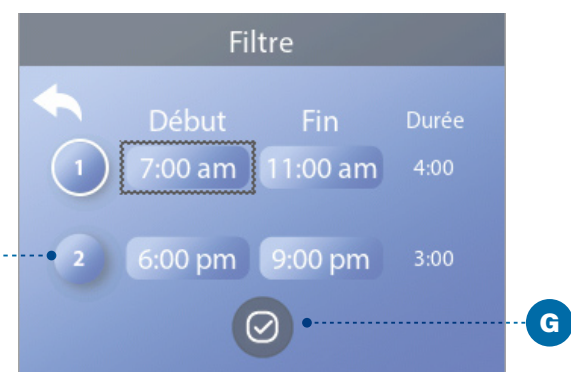 Filtre
Début Fin Durée
1 7:00 am 11:00 am 4:00
2 6:00 pm 9:00 pm 3:00
G